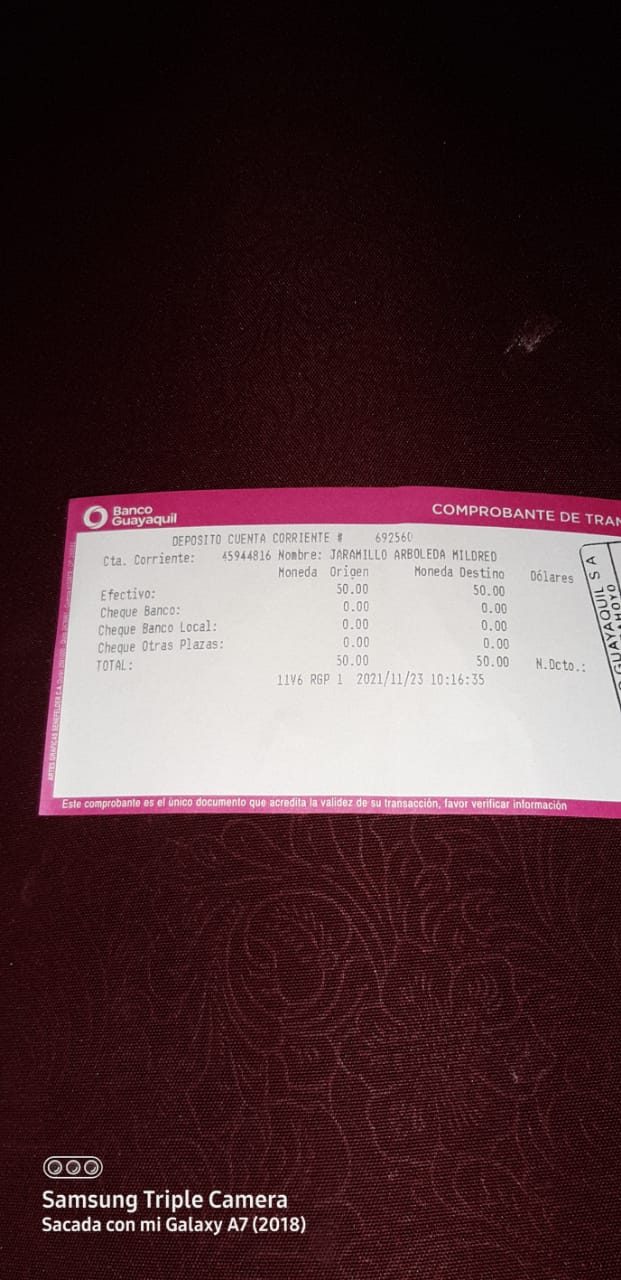 Banco
Guayaquil
COMPROBANTE DE TRAN
DEPOSITO CUENTA CORRIENTE # 692560
Cta. Corriente: 45944816 Nombre: JARAMILLO ARBOLEDA MILDRED
Moneda Origen Moneda Destino Dólares
Efectivo: 50.00 50.00
Cheque Banco: 0.00 0.00
Cheque Banco Local: 0.00 0.00
Cheque Otras Plazas: 0.00 0.00
TOTAL: 50.00 50.00 N.Dcto.:
11V6 RGP 1 2021/11/23 10:16:35
GUAYAQUIL S A
Este comprobante es el único documento que acredita la validez de su transacción, favor verificar información
Samsung Triple Camera
Sacada con mi Galaxy A7 (2018)